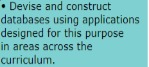 • Devise and construct
databases using applications
designed for this purpose
in areas across the
curriculum.